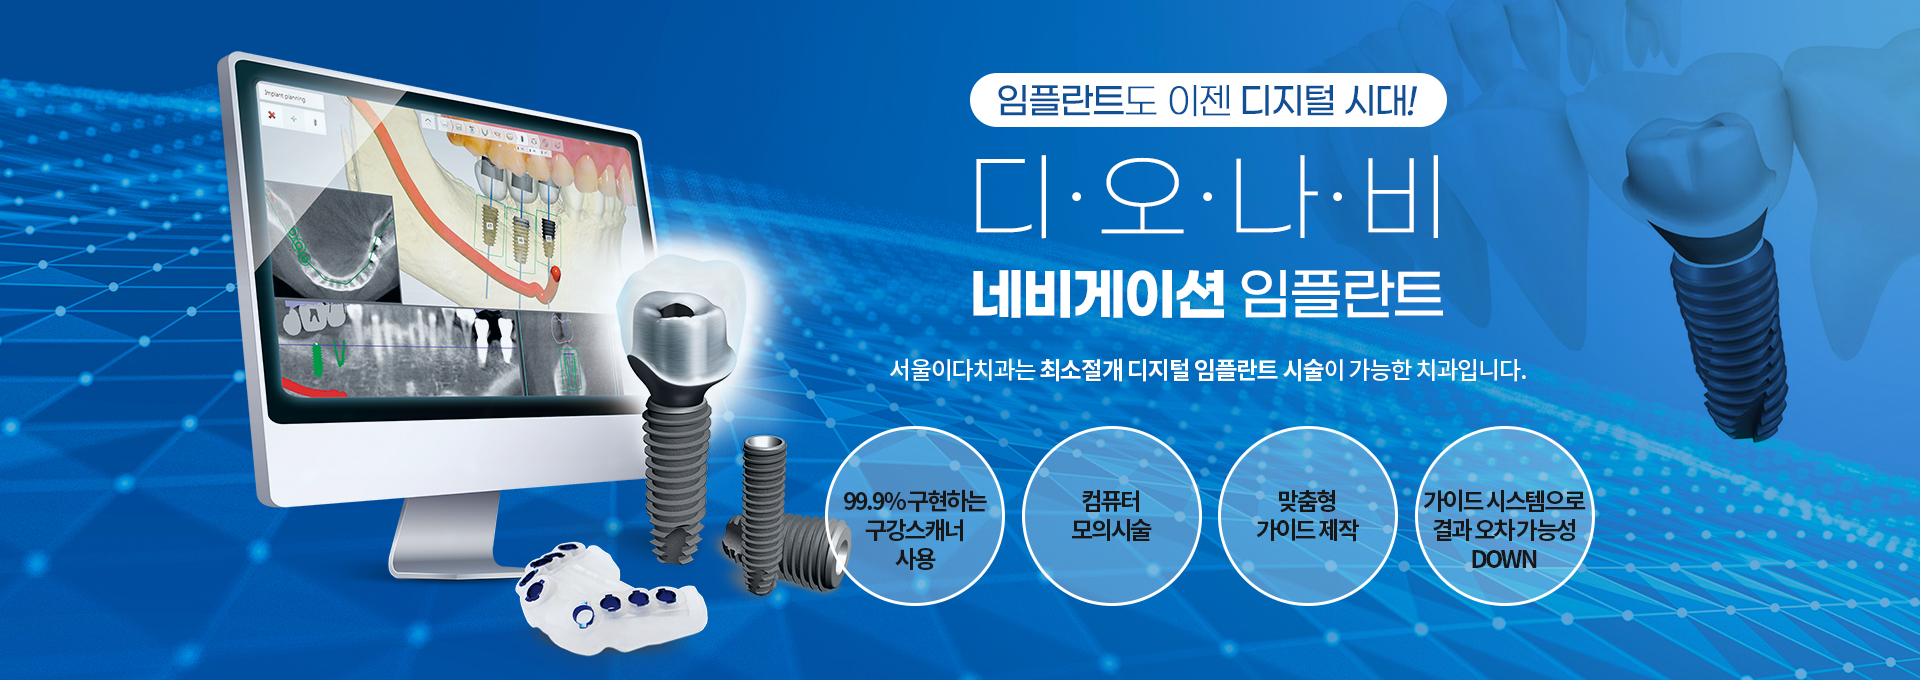 Implant planning
임플란트도 이젠 디지털 시대!
디·오·나·비
네비게이션 임플란트
서울이다치과는 최소절개 디지털 임플란트 시술이 가능한 치과입니다.
99.9% 구현하는
구강스캐너
사용
컴퓨터
모의시술
맞춤형
가이드 제작
가이드 시스템으로
결과 오차 가능성
DOWN